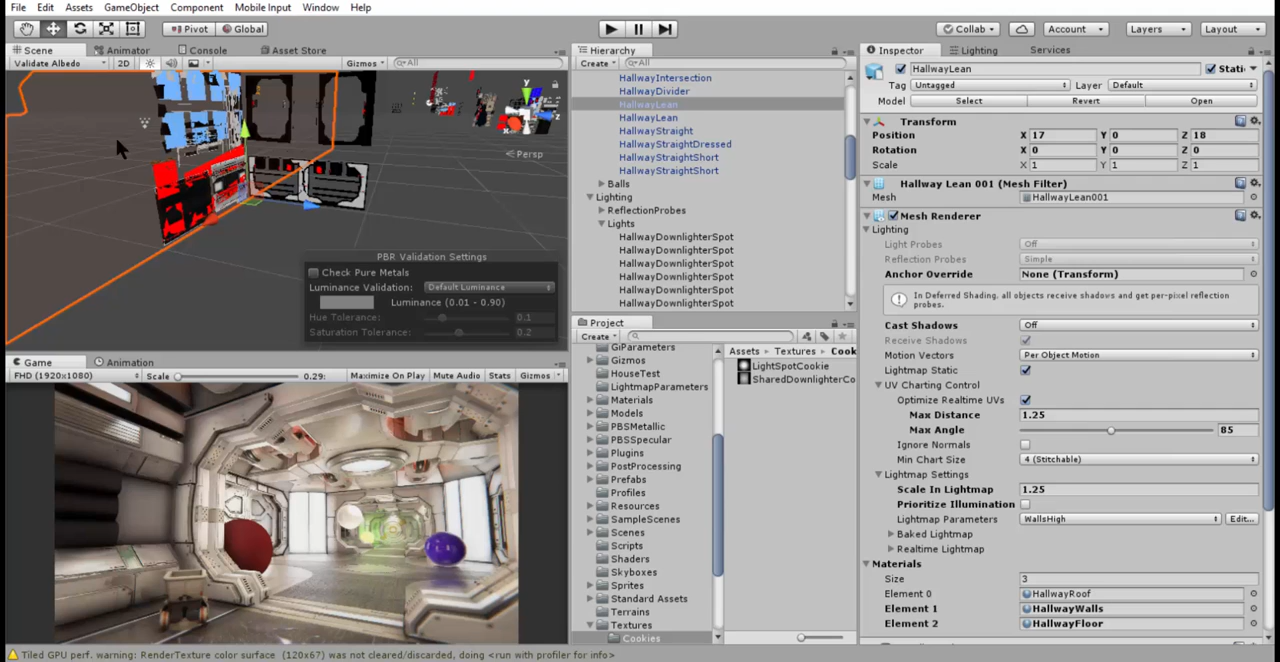 File Edit Assets GameObject Component Mobile Input Window Help
Pivot Global Collab Account Layers Layout
Scene Animator Console Asset Store
Validate Albedo 2D Gizmos All
Persp
PBR Validation Settings
Check Pure Metals
Luminance Validation: Default Luminance
Luminance (0.01 - 0.90)
Hue Tolerance: 0.1
Saturation Tolerance: 0.2
Game Animation
FHD (1920x1080) Scale 0.29: Maximize On Play Mute Audio Stats Gizmos
Hierarchy
Create All
HallwayIntersection
HallwayDivider
HallwayLean
HallwayLean
HallwayStraight
HallwayStraightDressed
HallwayStraightShort
HallwayStraightShort
Balls
Lighting
ReflectionProbes
Lights
HallwayDownlighterSpot
HallwayDownlighterSpot
HallwayDownlighterSpot
HallwayDownlighterSpot
HallwayDownlighterSpot
HallwayDownlighterSpot
Project
Create
GiParameters
Gizmos
HouseTest
LightmapParameters
Materials
Models
PBSMetallic
PBSSpecular
Plugins
PostProcessing
Prefabs
Profiles
Resources
SampleScenes
Scenes
Scripts
Shaders
Skyboxes
Sprites
Standard Assets
Terrains
Textures
Cookies
Assets Textures Cook
LightSpotCookie
SharedDownlighterCo
Inspector Lighting Services
HallwayLean Stati
Tag Untagged Layer Default
Model Select Revert Open
Transform
Position X 17 Y 0 Z 18
Rotation X 0 Y 0 Z 0
Scale X 1 Y 1 Z 1
Hallway Lean 001 (Mesh Filter)
Mesh HallwayLean001
Mesh Renderer
Lighting
Light Probes Off
Reflection Probes Simple
Anchor Override None (Transform)
In Deferred Shading, all objects receive shadows and get per-pixel reflection
probes.
Cast Shadows Off
Receive Shadows
Motion Vectors Per Object Motion
Lightmap Static
UV Charting Control
Optimize Realtime UVs
Max Distance 1.25
Max Angle 85
Ignore Normals
Min Chart Size 4 (Stitchable)
Lightmap Settings
Scale In Lightmap 1.25
Prioritize Illumination
Lightmap Parameters WallsHigh Edit...
Baked Lightmap
Realtime Lightmap
Materials
Size 3
Element 0 HallwayRoof
Element 1 HallwayWalls
Element 2 HallwayFloor
Tiled GPU perf. warning: RenderTexture color surface (120x67) was not cleared/discarded, doing <run with profiler for info>